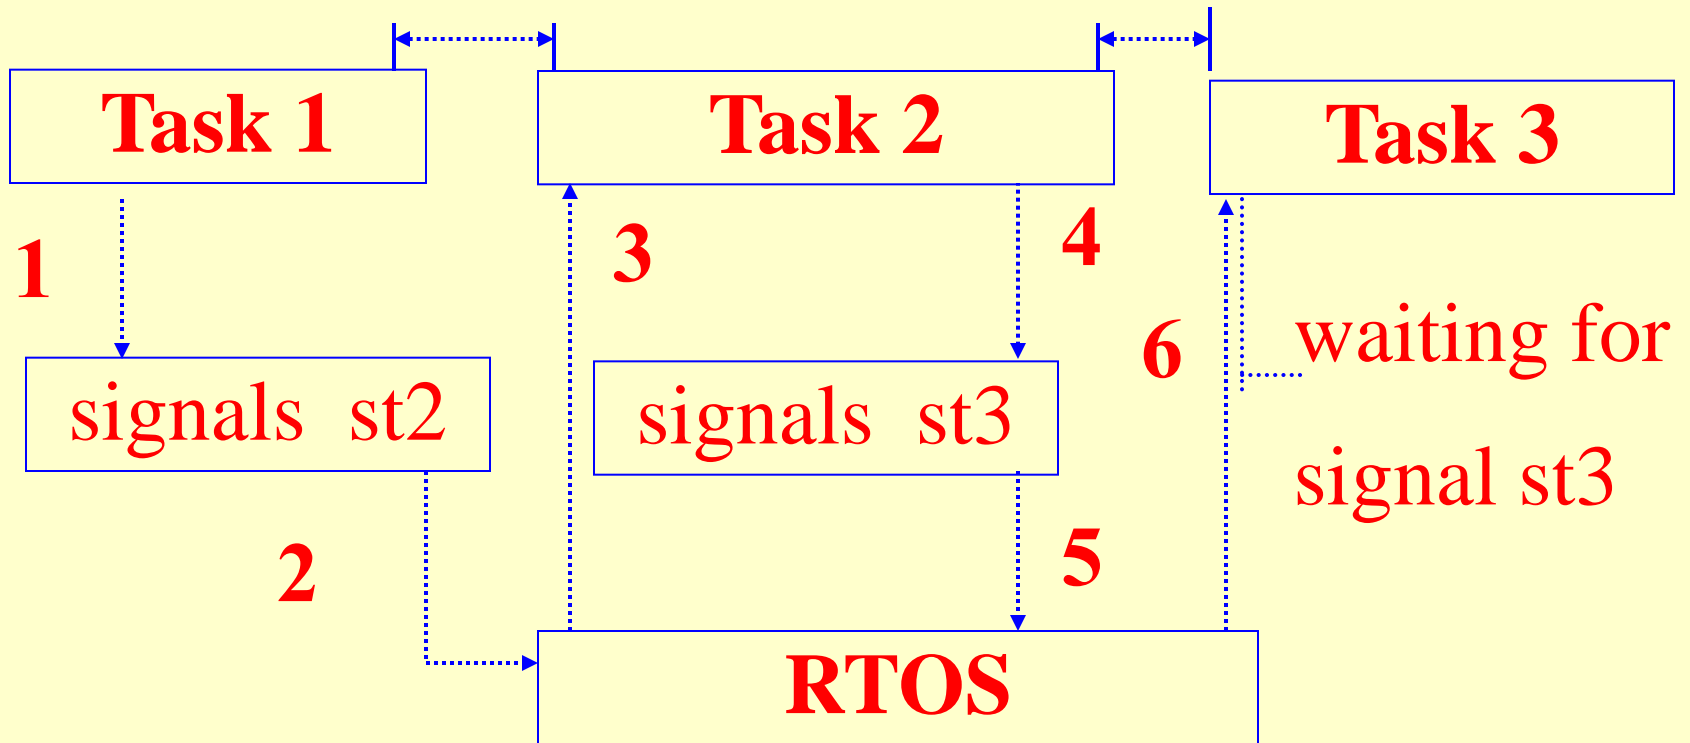 Task 1
Task 2
Task 3
1
3
4
6
waiting for
signal st3
signals st2
signals st3
2
5
RTOS